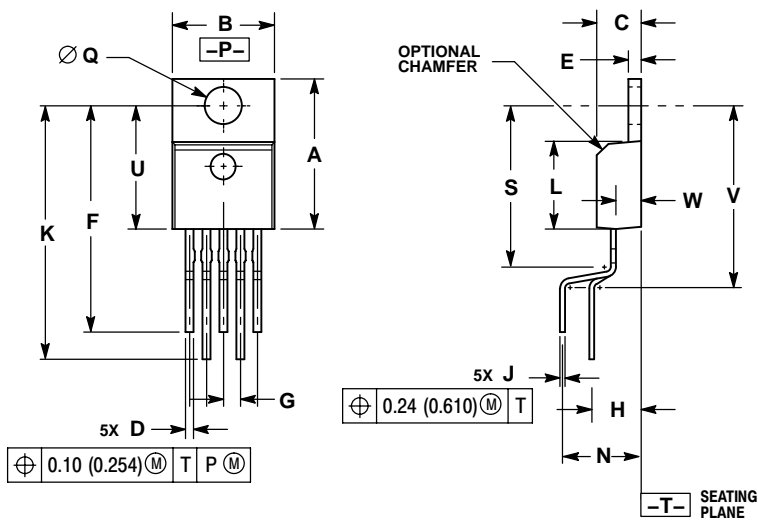 B
–P–
Ø Q
U
A
K
F
G
5X D
⌖ 0.10 (0.254) Ⓜ T P Ⓜ
C
OPTIONAL
CHAMFER
E
S
L
W
V
5X J
⌖ 0.24 (0.610) Ⓜ T
H
N
–T– SEATING
PLANE